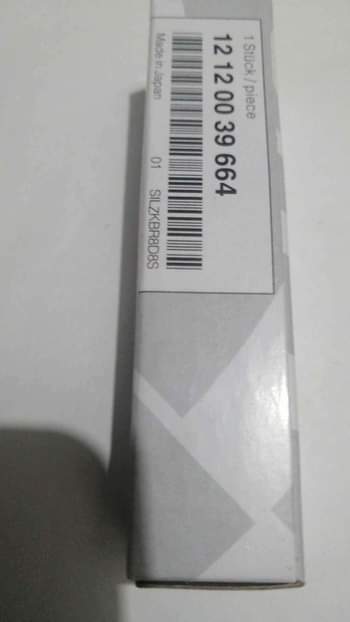 1 Stück / piece
12 12 00 39 664
Made in Japan
01 SILZKBR8D8S